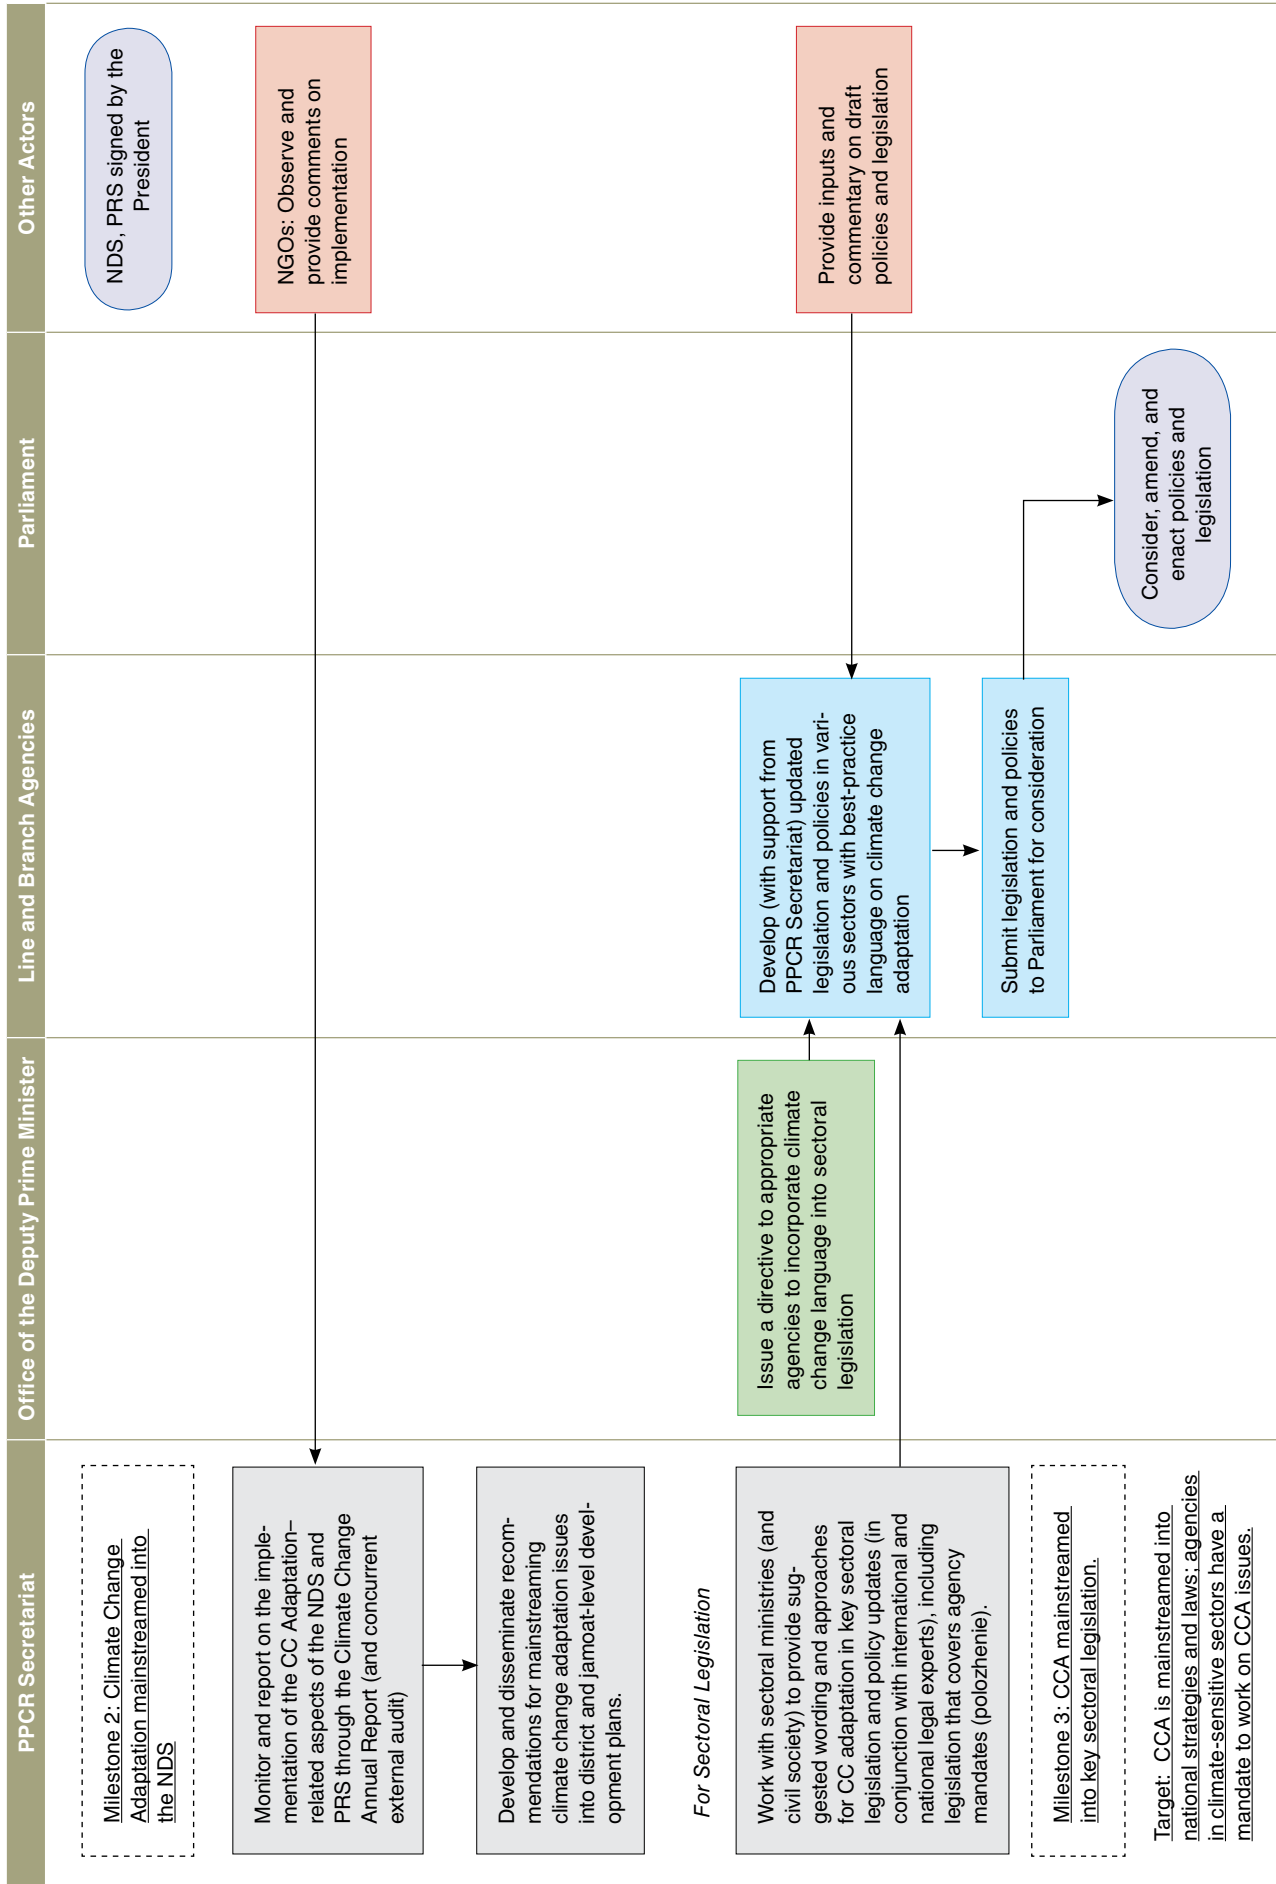 PPCR Secretariat
Office of the Deputy Prime Minister
Line and Branch Agencies
Parliament
Other Actors
Milestone 2: Climate Change
Adaptation mainstreamed into
the NDS
NDS, PRS signed by the
President
Monitor and report on the imple-
mentation of the CC Adaptation–
related aspects of the NDS and
PRS through the Climate Change
Annual Report (and concurrent
external audit)
NGOs: Observe and
provide comments on
implementation
Develop and disseminate recom-
mendations for mainstreaming
climate change adaptation issues
into district and jamoat-level devel-
opment plans.
For Sectoral Legislation
Work with sectoral ministries (and
civil society) to provide sug-
gested wording and approaches
for CC adaptation in key sectoral
legislation and policy updates (in
conjunction with international and
national legal experts), including
legislation that covers agency
mandates (polozhenie).
Issue a directive to appropriate
agencies to incorporate climate
change language into sectoral
legislation
Develop (with support from
PPCR Secretariat) updated
legislation and policies in vari-
ous sectors with best-practice
language on climate change
adaptation
Provide inputs and
commentary on draft
policies and legislation
Submit legislation and policies
to Parliament for consideration
Milestone 3: CCA mainstreamed
into key sectoral legislation.
Consider, amend, and
enact policies and
legislation
Target: CCA is mainstreamed into
national strategies and laws; agencies
in climate-sensitive sectors have a
mandate to work on CCA issues.